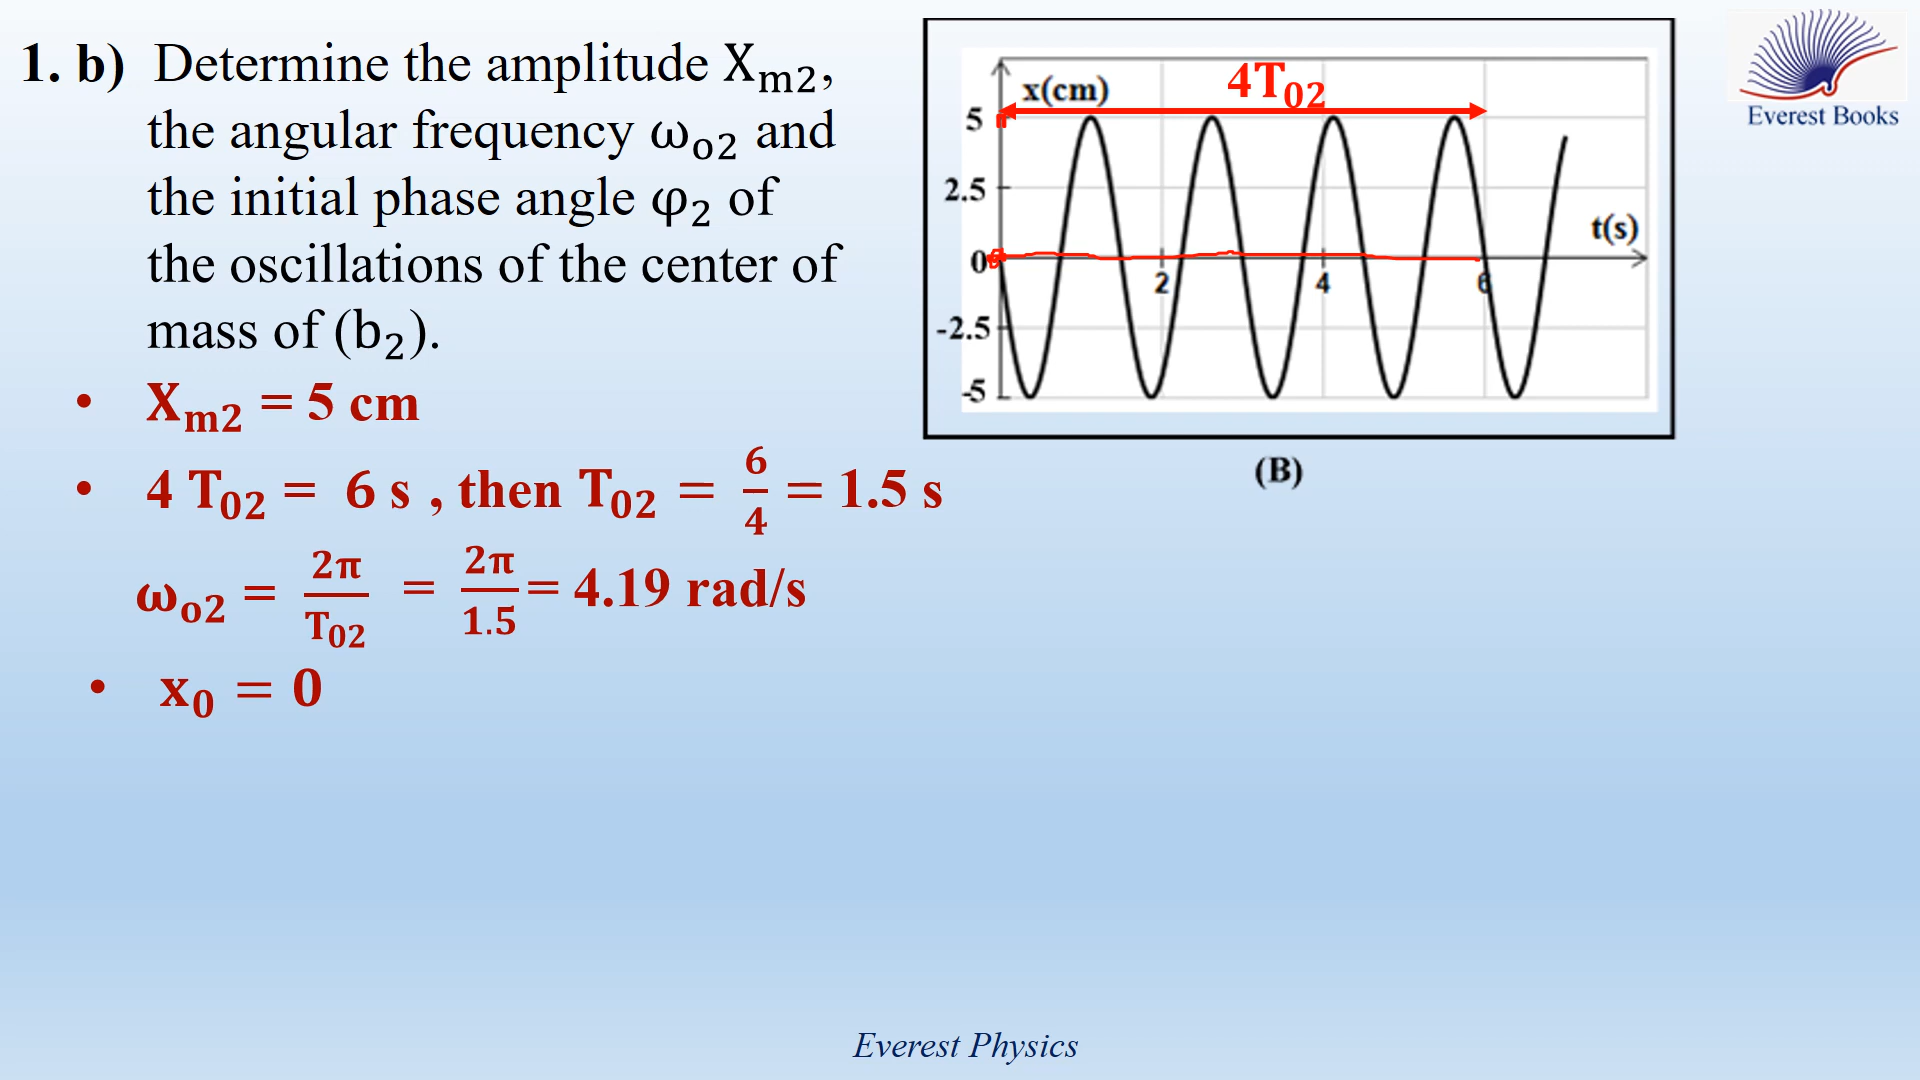 1. b) Determine the amplitude Xₘ₂,
the angular frequency ωₒ₂ and
the initial phase angle φ₂ of
the oscillations of the center of
mass of (b₂).
• Xₘ₂ = 5 cm
• 4 T₀₂ = 6 s , then T₀₂ = 6/4 = 1.5 s
ωₒ₂ = 2π/T₀₂ = 2π/1.5 = 4.19 rad/s
• x₀ = 0
x(cm)
4T₀₂
5
2.5
t(s)
0
2
4
6
-2.5
-5
(B)
Everest Books
Everest Physics